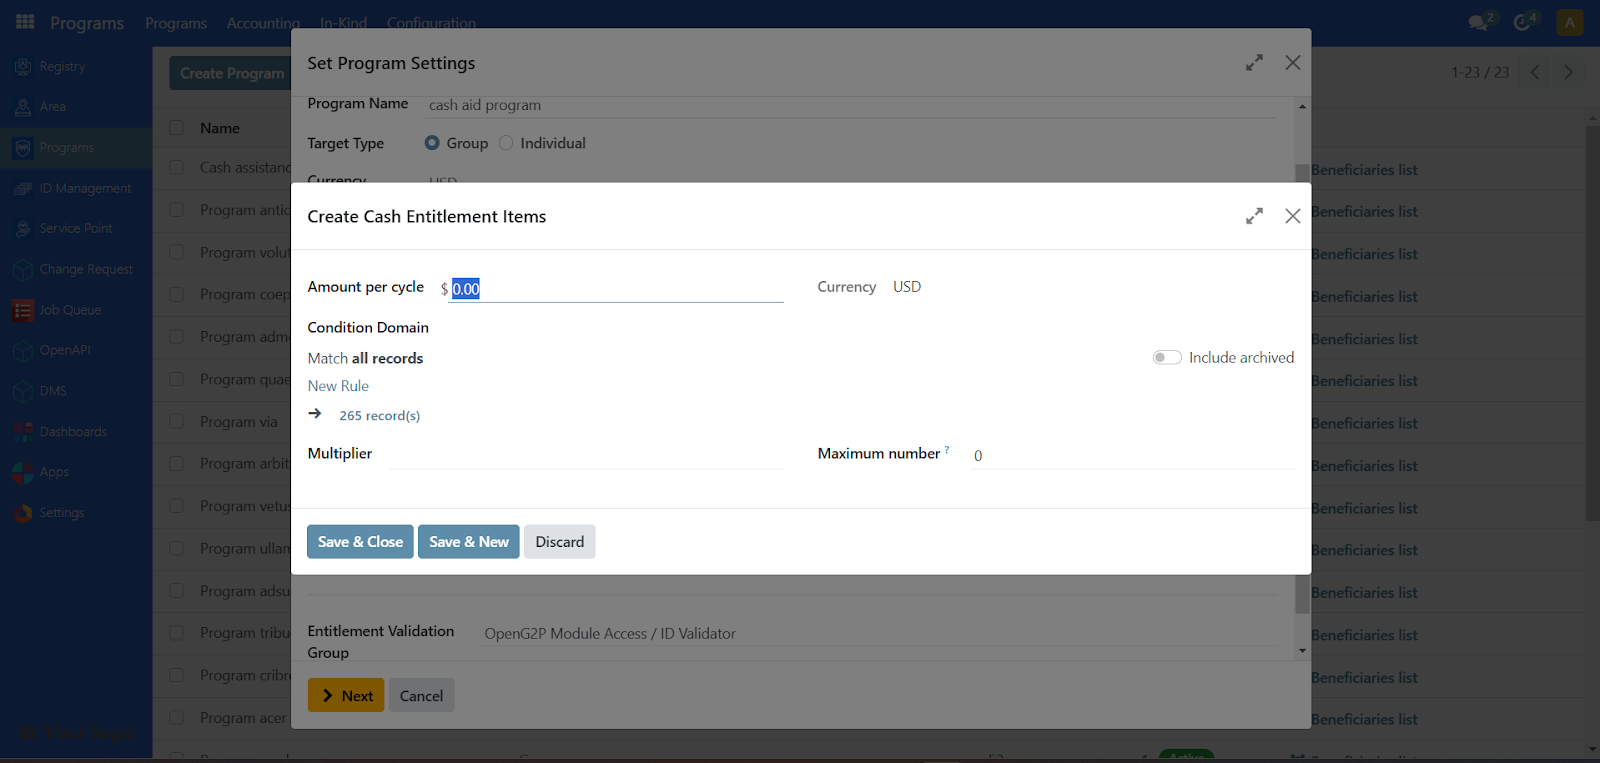 Programs Programs Accounting In-Kind Configuration 2 4 A
Registry
Area
Programs
ID Management
Service Point
Change Request
Job Queue
OpenAPI
DMS
Dashboards
Apps
Settings
Create Program
1-23 / 23
Name
Cash assistanc
Program antic
Program volut
Program coep
Program adm
Program quae
Program via
Program arbit
Program vetus
Program ullan
Program adsu
Program tribu
Program cribr
Program acer
Beneficiaries list
Beneficiaries list
Beneficiaries list
Beneficiaries list
Beneficiaries list
Beneficiaries list
Beneficiaries list
Beneficiaries list
Beneficiaries list
Beneficiaries list
Beneficiaries list
Beneficiaries list
Beneficiaries list
Beneficiaries list
Set Program Settings
Program Name cash aid program
Target Type Group Individual
Currency USD
Create Cash Entitlement Items
Amount per cycle $ 0.00 Currency USD
Condition Domain
Match all records Include archived
New Rule
265 record(s)
Multiplier Maximum number ? 0
Save & Close Save & New Discard
Entitlement Validation OpenG2P Module Access / ID Validator
Group
Next Cancel